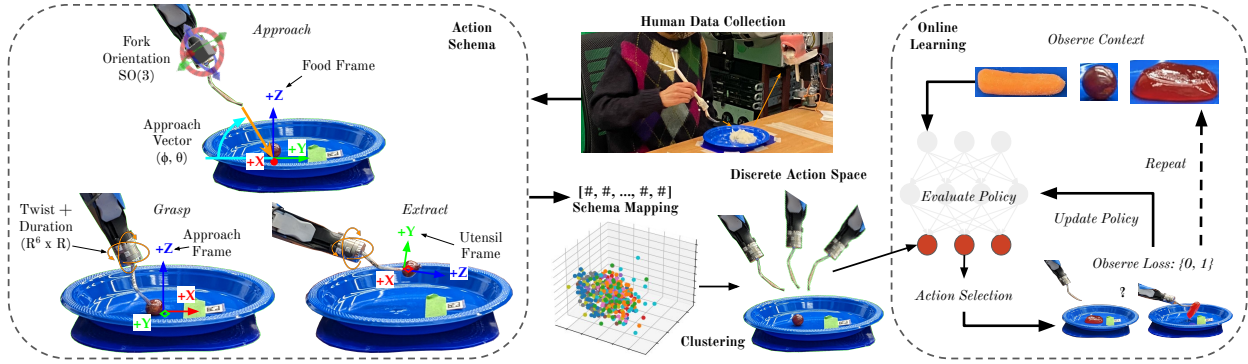 Action
Schema
Approach
Fork
Orientation
SO(3)
Food Frame
+Z
Approach
Vector
(ϕ, θ)
+X
+Y
Twist +
Duration
(R⁶ x R)
Grasp
Approach
Frame
+Z
+X
+Y
Extract
+Y
Utensil
Frame
+X
+Z
Human Data Collection
[#, #, ..., #, #]
Schema Mapping
Discrete Action Space
Clustering
Online
Learning
Observe Context
Evaluate Policy
Repeat
Update Policy
Observe Loss: {0, 1}
Action Selection
?